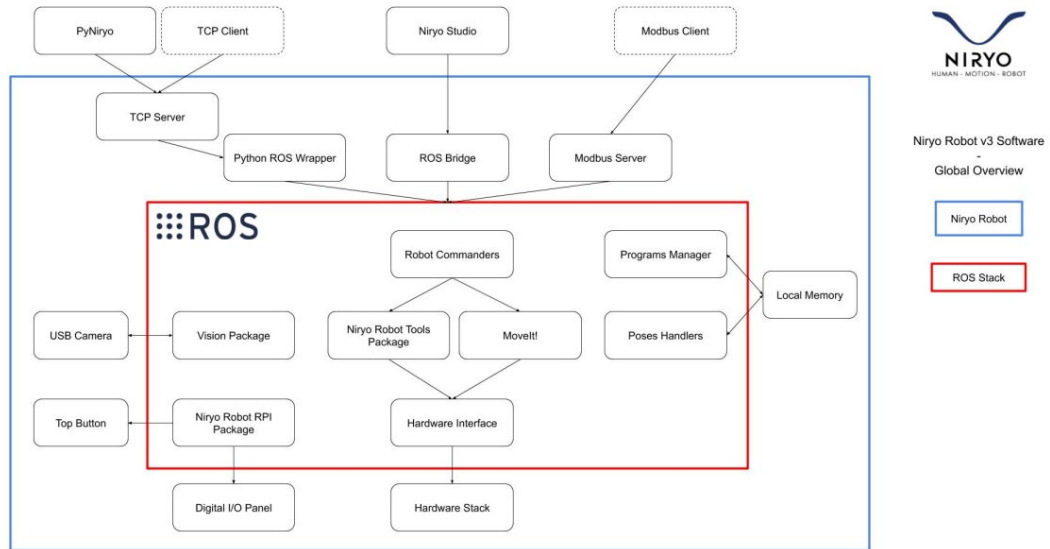 PyNiryo
TCP Client
Niryo Studio
Modbus Client
NIRYO
HUMAN - MOTION - ROBOT
TCP Server
Python ROS Wrapper
ROS Bridge
Modbus Server
Niryo Robot v3 Software
-
Global Overview
Niryo Robot
ROS Stack
ROS
Robot Commanders
Programs Manager
Local Memory
USB Camera
Vision Package
Niryo Robot Tools
Package
MoveIt!
Poses Handlers
Top Button
Niryo Robot RPI
Package
Hardware Interface
Digital I/O Panel
Hardware Stack